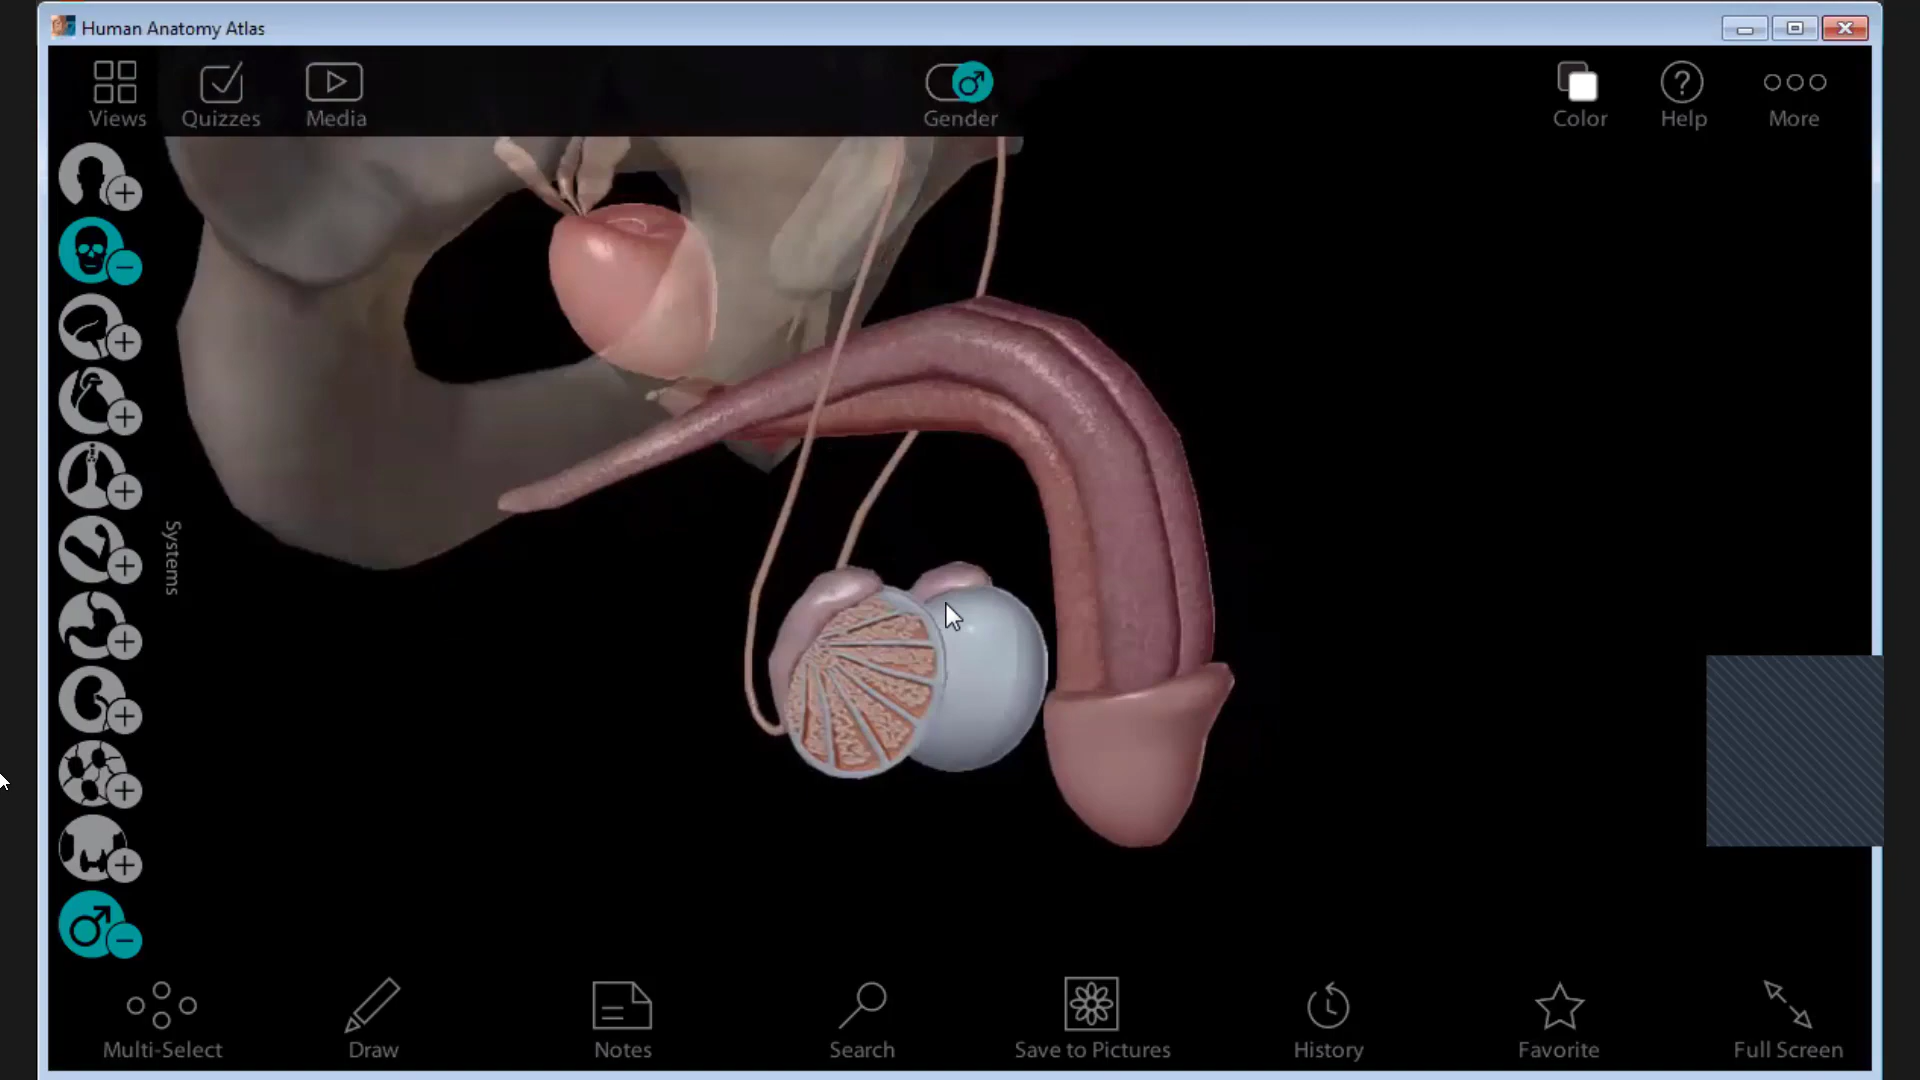 Human Anatomy Atlas
Views
Quizzes
Media
Gender
Color
Help
More
Systems
Multi-Select
Draw
Notes
Search
Save to Pictures
History
Favorite
Full Screen